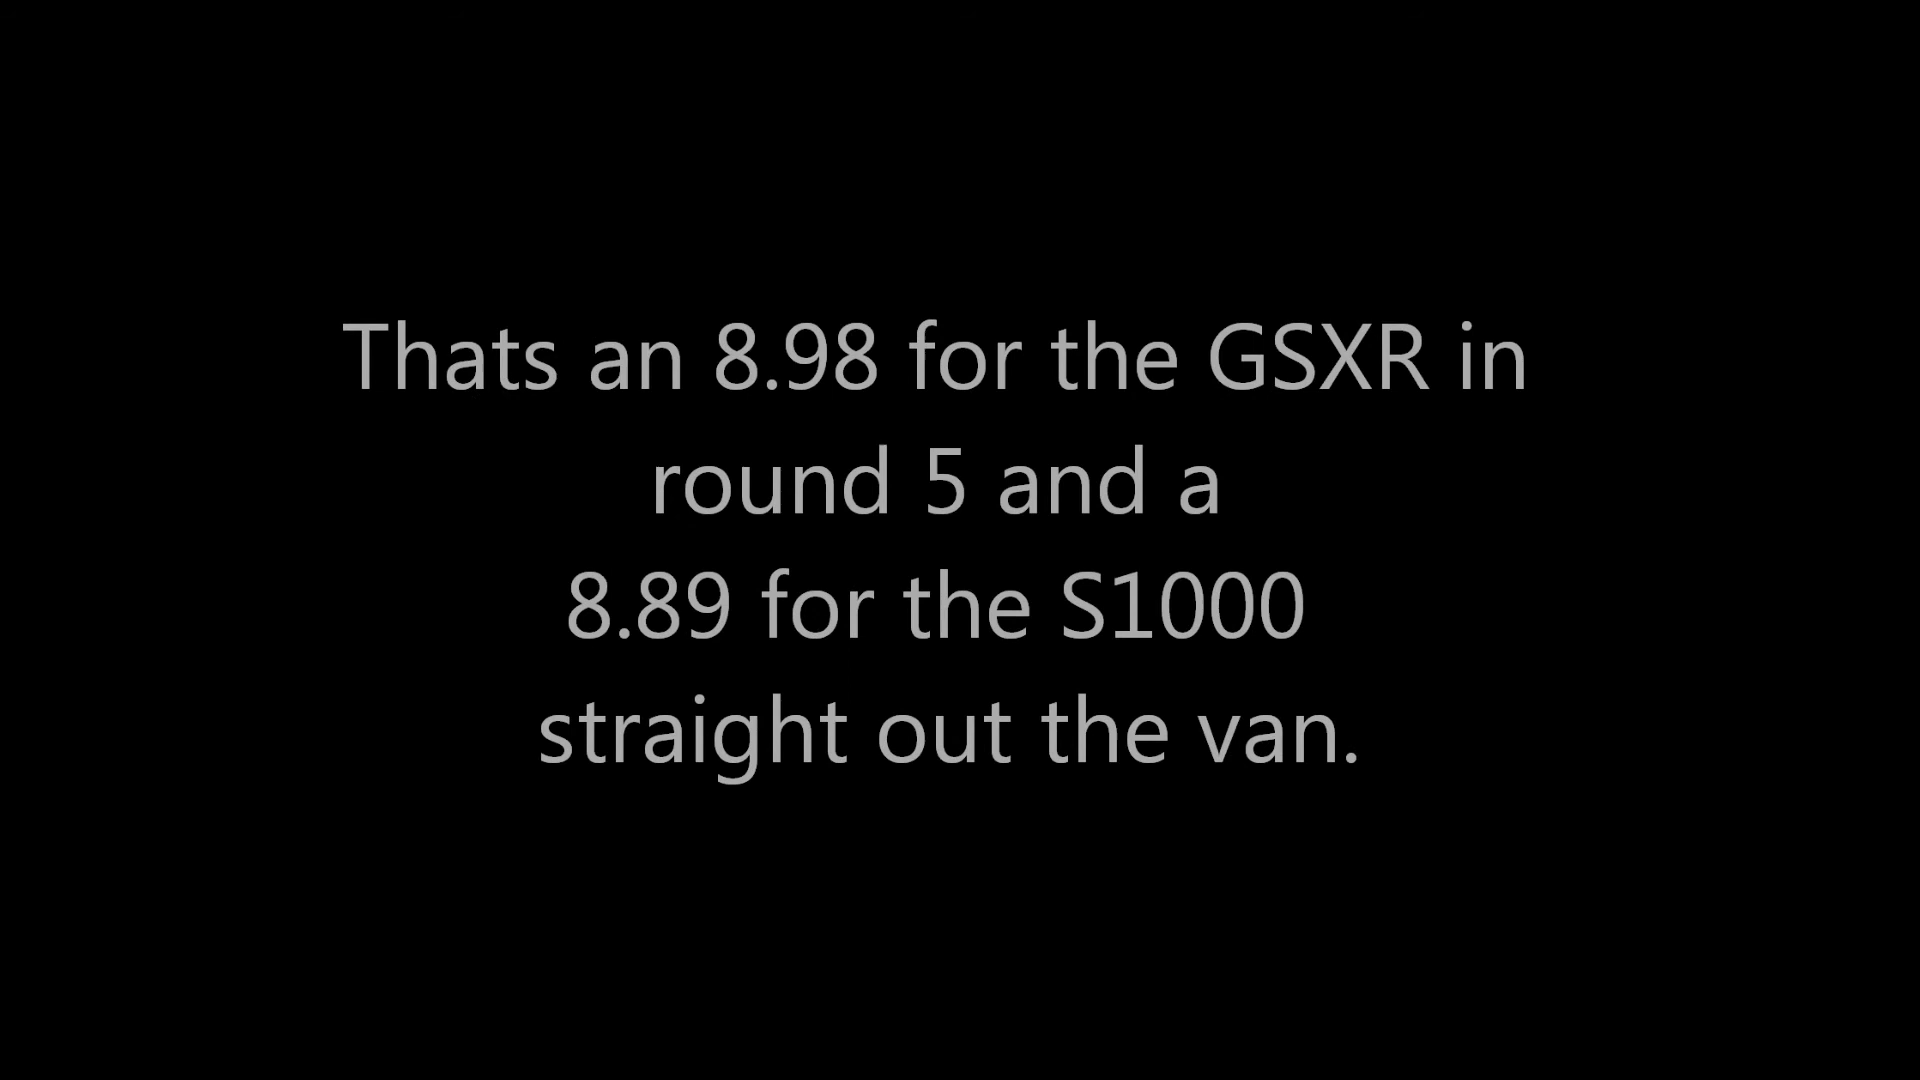 Thats an 8.98 for the GSXR in
round 5 and a
8.89 for the S1000
straight out the van.